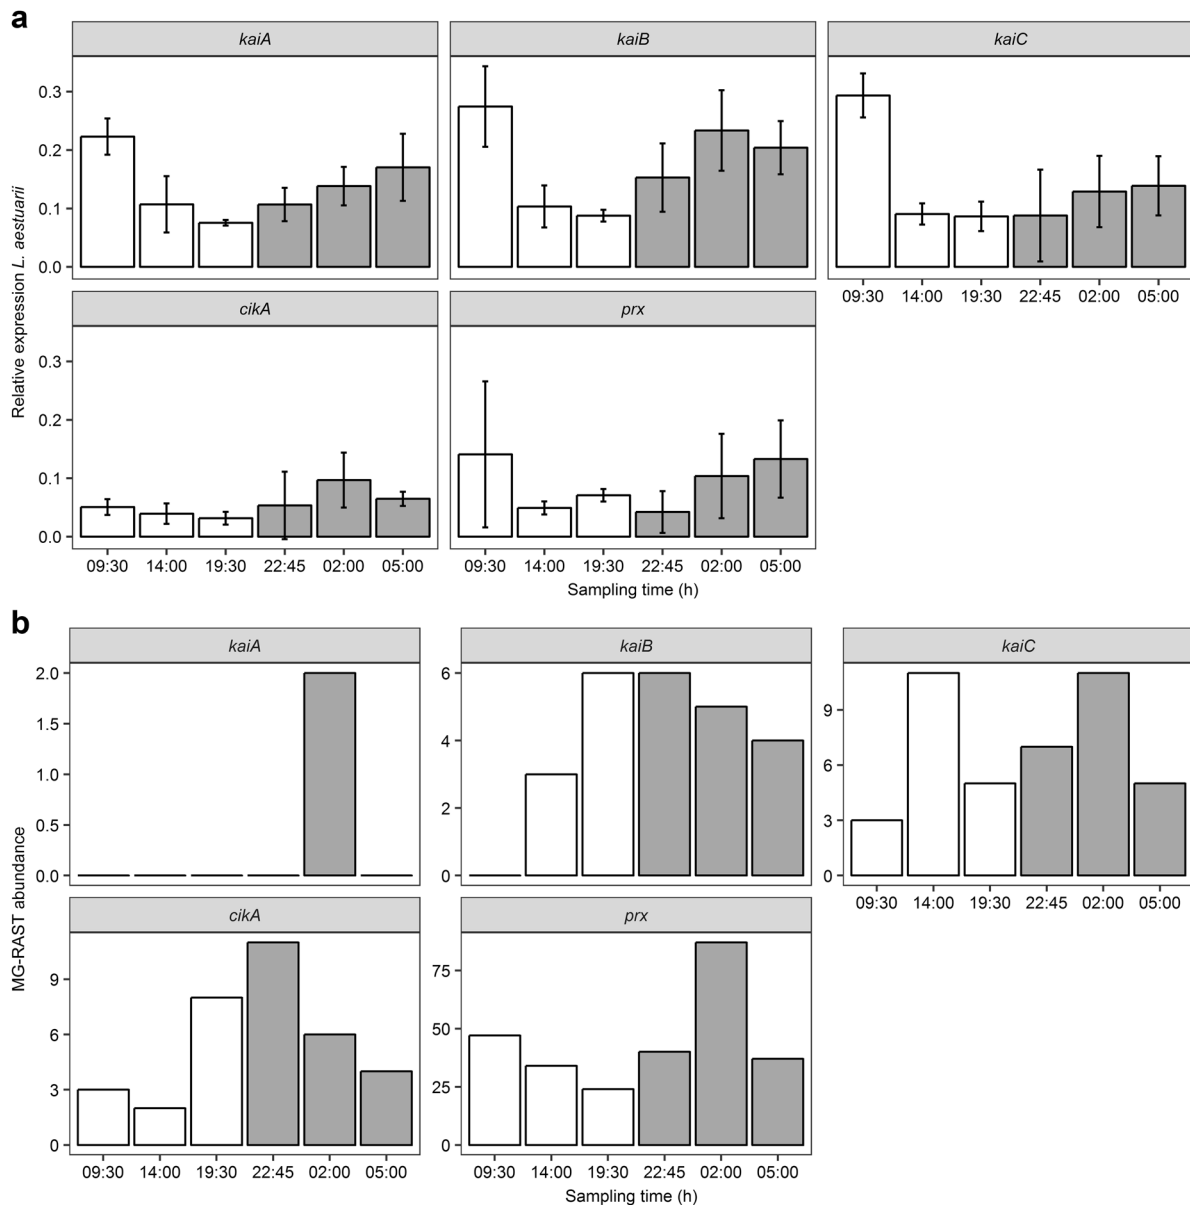 a
kaiA
kaiB
kaiC
Relative expression L. aestuarii
0.3
0.2
0.1
0.0
09:30 14:00 19:30 22:45 02:00 05:00
cikA
prx
0.3
0.2
0.1
0.0
09:30 14:00 19:30 22:45 02:00 05:00
09:30 14:00 19:30 22:45 02:00 05:00
Sampling time (h)
b
kaiA
kaiB
kaiC
MG-RAST abundance
2.0
1.5
1.0
0.5
0.0
6
4
2
0
9
6
3
0
09:30 14:00 19:30 22:45 02:00 05:00
cikA
prx
9
6
3
0
75
50
25
0
09:30 14:00 19:30 22:45 02:00 05:00
09:30 14:00 19:30 22:45 02:00 05:00
Sampling time (h)